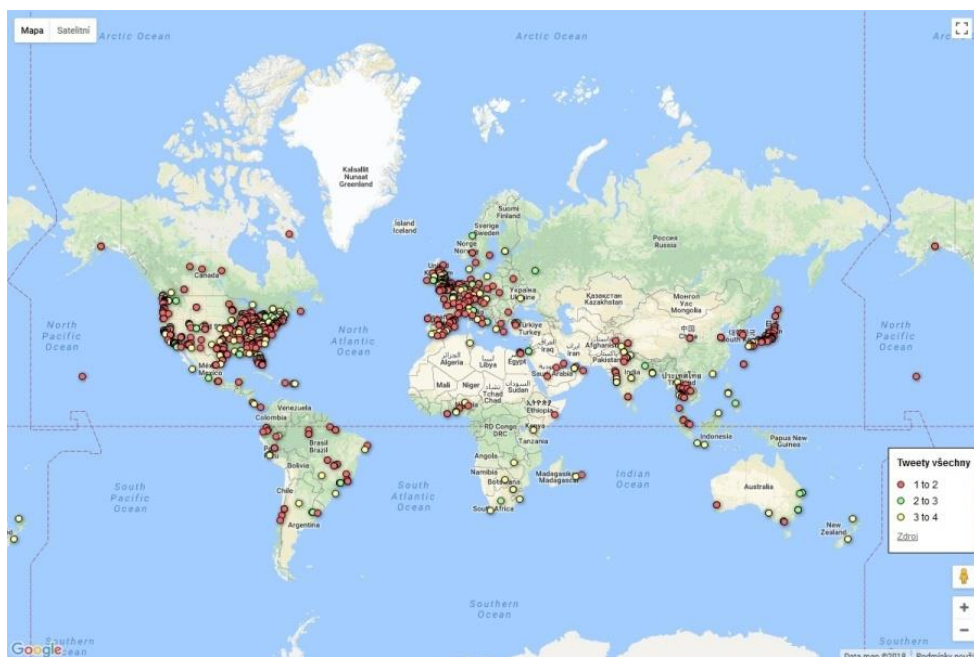 Mapa Satelitní
Arctic Ocean
Arctic Ocean
Kalaallit
Nunaat
Greenland
Ísland
Iceland
Suomi
Finland
Sverige
Sweden
Norge
Россия
Russia
Canada
Україна
Ukraine
Қазақстан
Kazakhstan
Монгол
Улс
Mongolia
North
Pacific
Ocean
North
Atlantic
Ocean
North
Pacific
Ocean
Türkiye
Turkey
中国
China
México
Mexico
Algeria
Libya
Iraq
Iran
Afghanistan
Pakistan
India
Saudi Arabia
Mali
Niger
Sudan
Chad
Tchad
Ethiopia
Venezuela
Colombia
RD Congo
DRC
Kenya
Tanzania
Indonesia
Papua New
Guinea
Brasil
Brazil
Bolivia
Chile
Argentina
Angola
Namibia
Botswana
South Africa
Madagasikara
Madagascar
South
Pacific
Ocean
South
Atlantic
Ocean
Indian
Ocean
Australia
New
Zealand
Southern
Ocean
Tweety všechny
1 to 2
2 to 3
3 to 4
Zdroj
+
−
Google
Data map ©2018